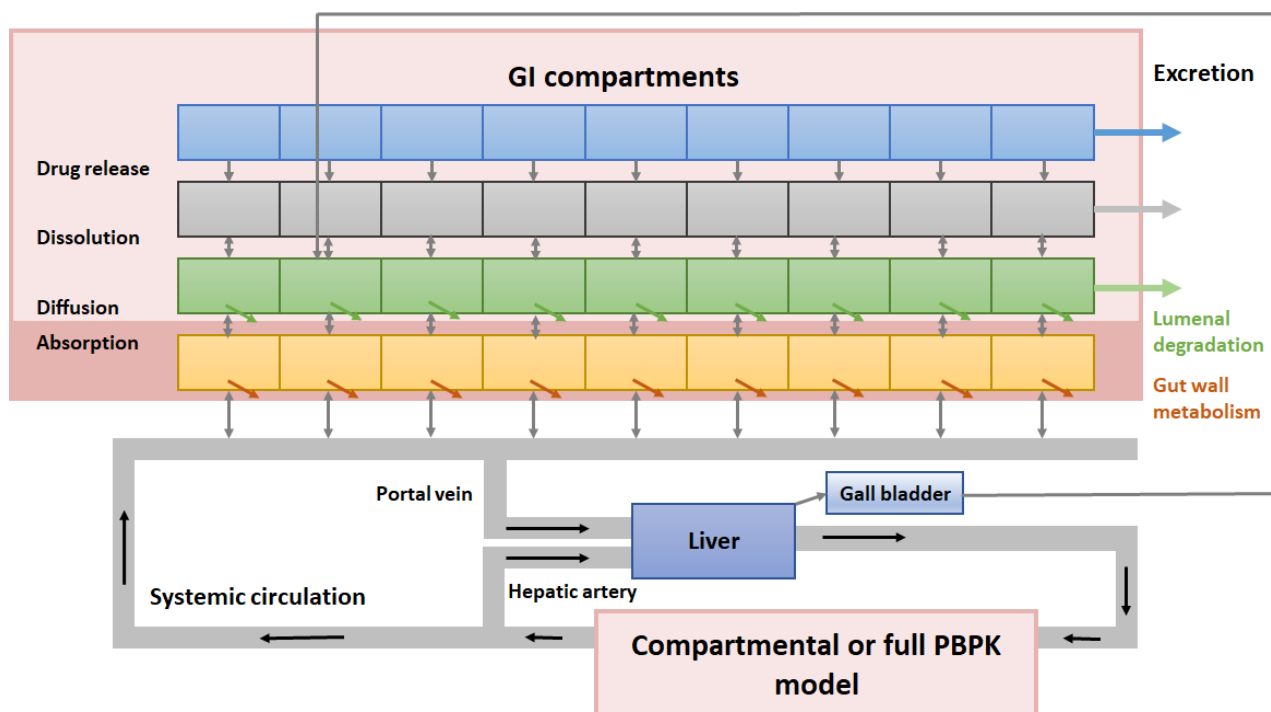 GI compartments
Excretion
Drug release
Dissolution
Diffusion
Absorption
Lumenal
degradation
Gut wall
metabolism
Portal vein
Gall bladder
Liver
Systemic circulation
Hepatic artery
Compartmental or full PBPK
model